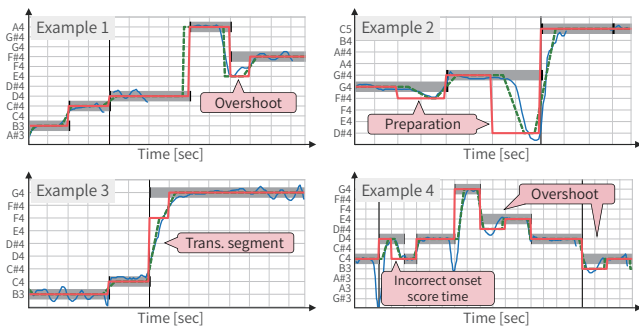 Example 1
A4
G#4
G4
F#4
F4
E4
D#4
D4
C#4
C4
B3
A#3
Overshoot
Time [sec]
Example 2
C5
B4
A#4
A4
G#4
G4
F#4
F4
E4
D#4
Preparation
Time [sec]
Example 3
G4
F#4
F4
E4
D#4
D4
C#4
C4
B3
Trans. segment
Time [sec]
Example 4
G4
F#4
F4
E4
D#4
D4
C#4
C4
B3
A#3
A3
G#3
Overshoot
Incorrect onset
score time
Time [sec]